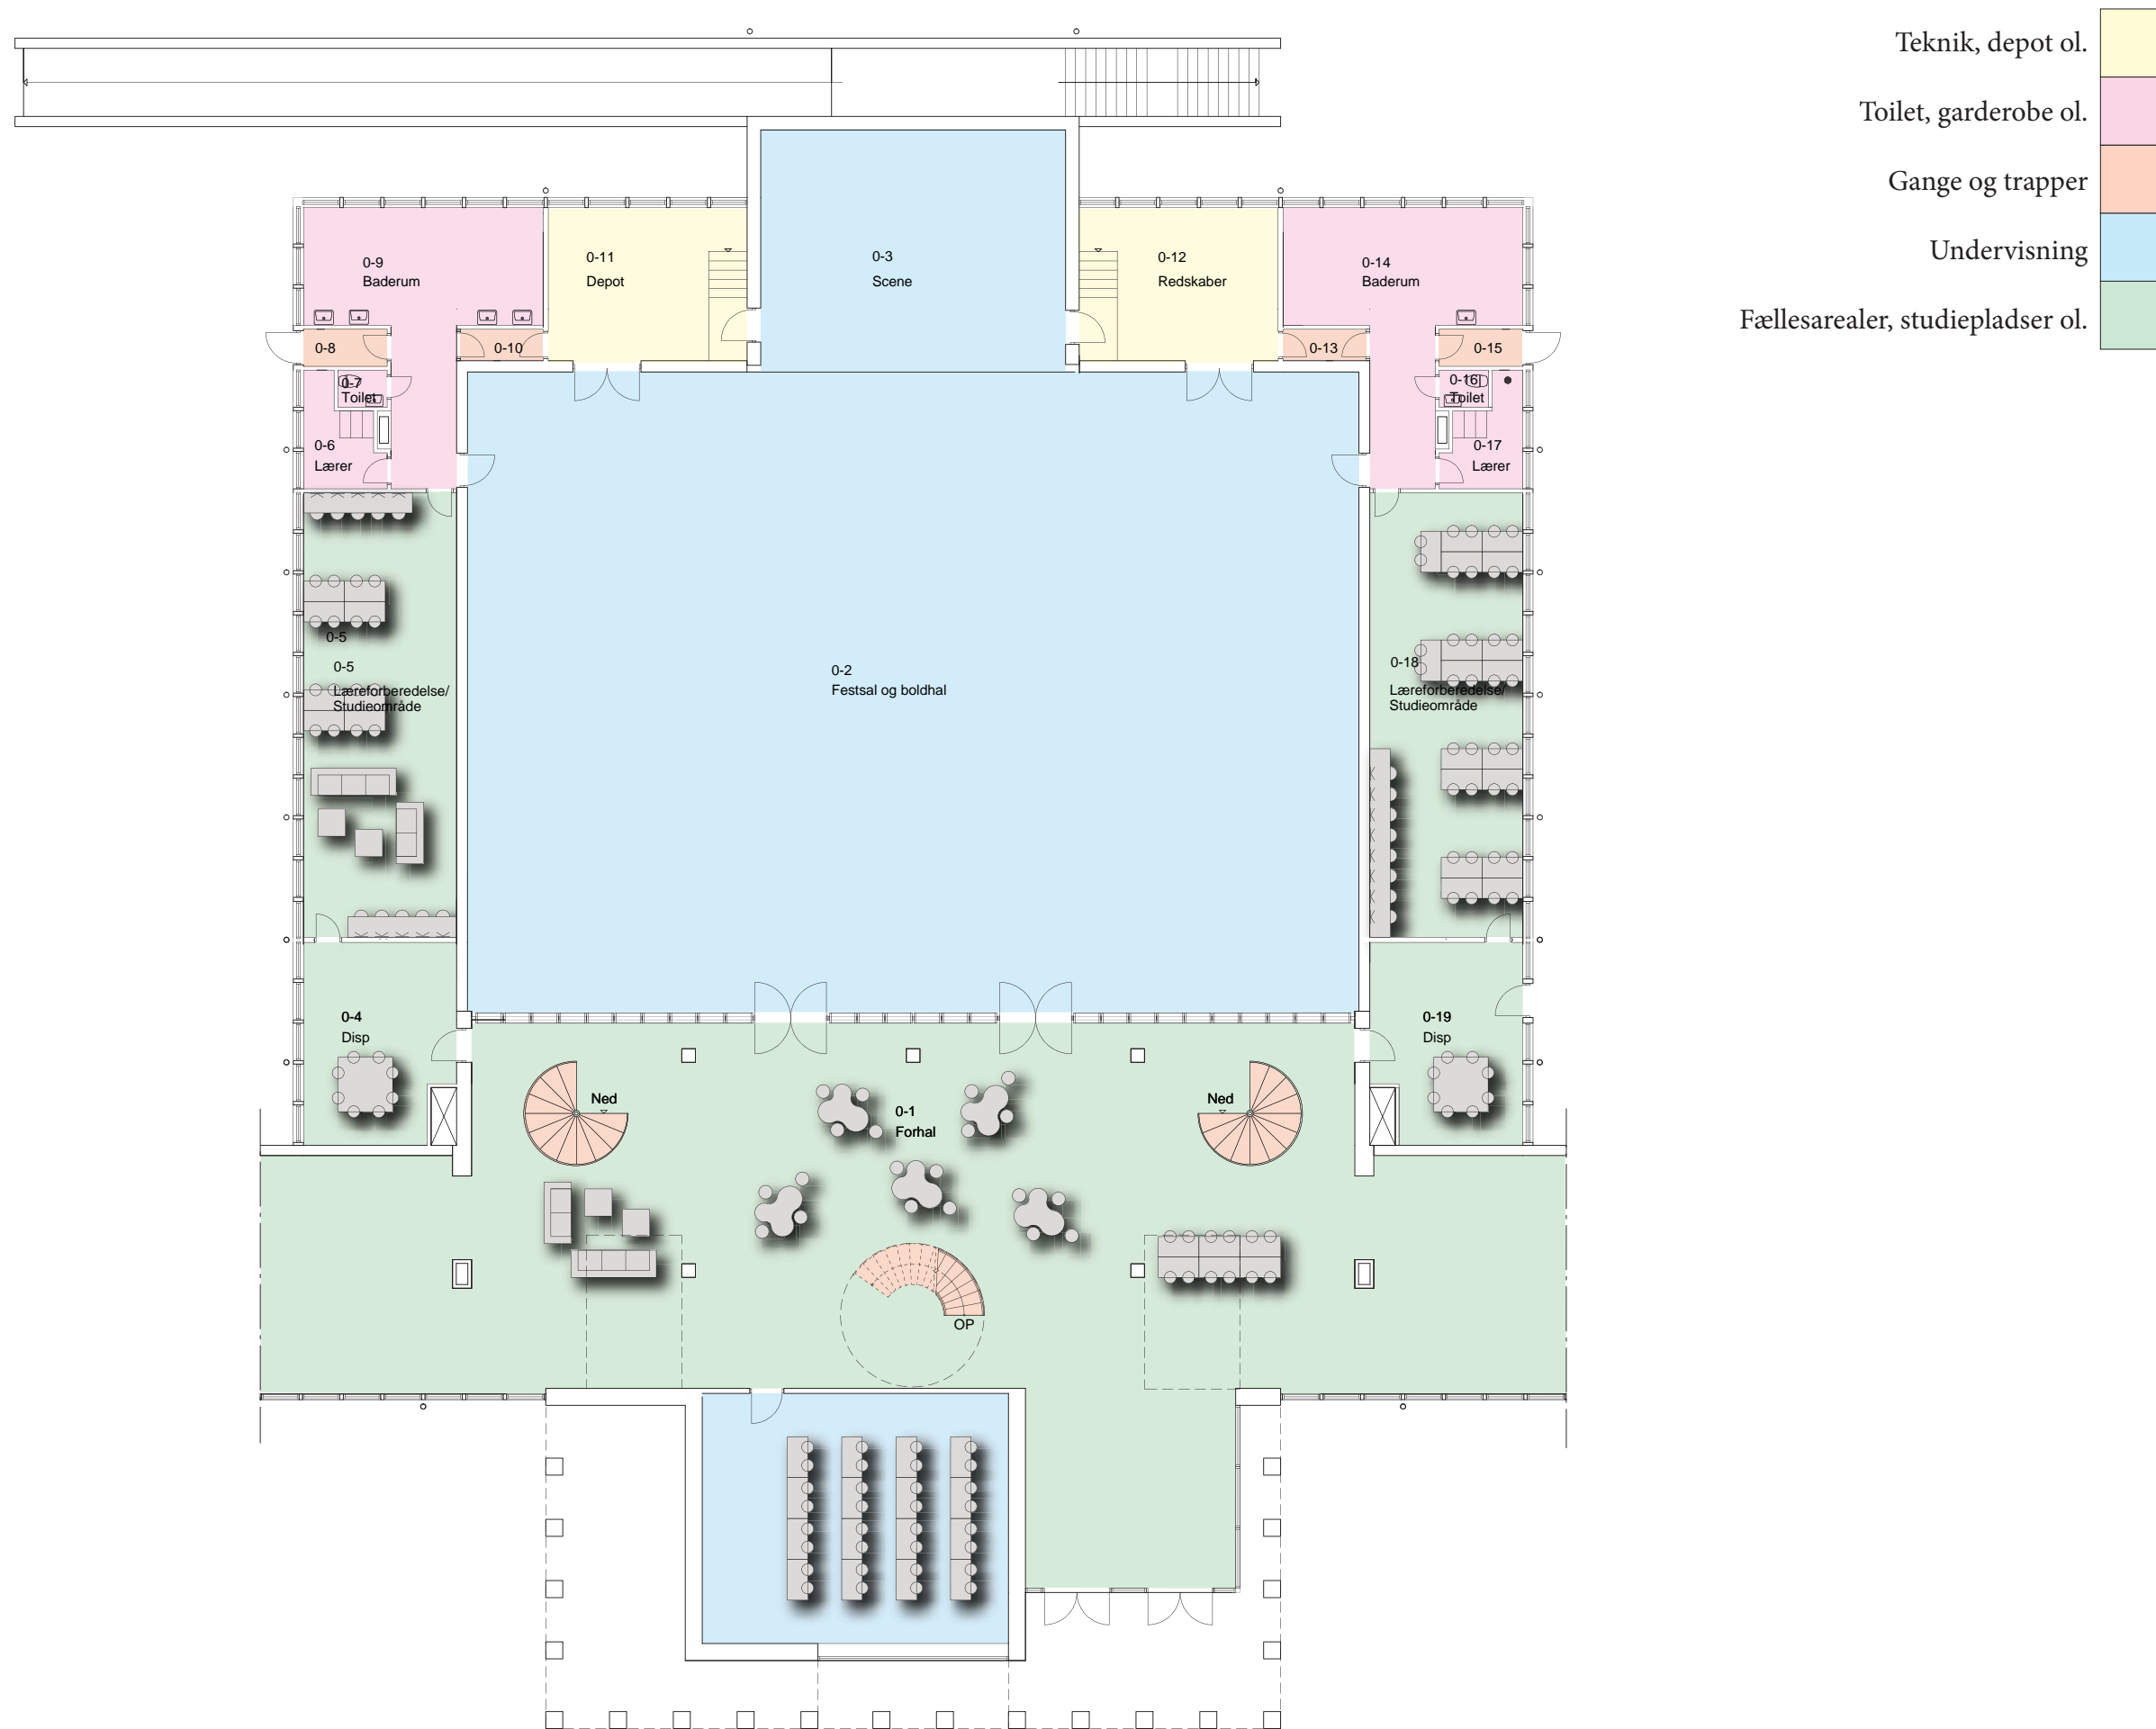 Teknik, depot ol.
Toilet, garderobe ol.
Gange og trapper
Undervisning
Fællesarealer, studiepladser ol.
0-9
Baderum
0-11
Depot
0-3
Scene
0-12
Redskaber
0-14
Baderum
0-8
0-10
0-13
0-15
0-7
Toilet
0-16
Toilet
0-6
Lærer
0-17
Lærer
0-5
0-5
Læreforberedelse/
Studieområde
0-2
Festsal og boldhal
0-18
Læreforberedelse/
Studieområde
0-4
Disp
0-19
Disp
Ned
0-1
Forhal
Ned
OP